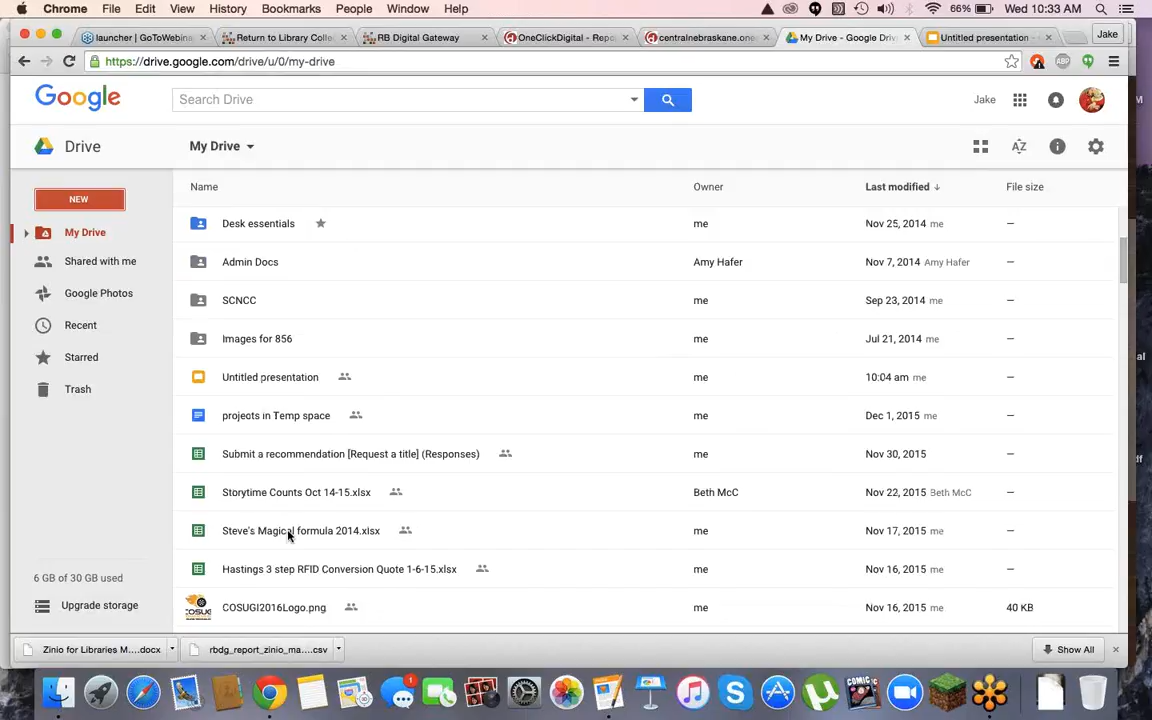 Chrome File Edit View History Bookmarks People Window Help 66% Wed 10:33 AM
launcher | GoToWebina Return to Library Colle RB Digital Gateway OneClickDigital - Repo centralnebraskane.one My Drive - Google Driv Untitled presentation - Jake
https://drive.google.com/drive/u/0/my-drive
Google Search Drive Jake
Drive My Drive AZ
Name Owner Last modified File size
NEW
Desk essentials me Nov 25, 2014 me —
My Drive
Admin Docs Amy Hafer Nov 7, 2014 Amy Hafer —
Shared with me
SCNCC me Sep 23, 2014 me —
Google Photos
Recent
Images for 856 me Jul 21, 2014 me —
Starred
Untitled presentation me 10:04 am me —
Trash
projects in Temp space me Dec 1, 2015 me —
Submit a recommendation [Request a title] (Responses) me Nov 30, 2015 —
Storytime Counts Oct 14-15.xlsx Beth McC Nov 22, 2015 Beth McC —
Steve's Magical formula 2014.xlsx me Nov 17, 2015 me —
Hastings 3 step RFID Conversion Quote 1-6-15.xlsx me Nov 16, 2015 me —
6 GB of 30 GB used
Upgrade storage
COSUGI2016Logo.png me Nov 16, 2015 me 40 KB
Zinio for Libraries M....docx rbdg_report_zinio_ma....csv Show All